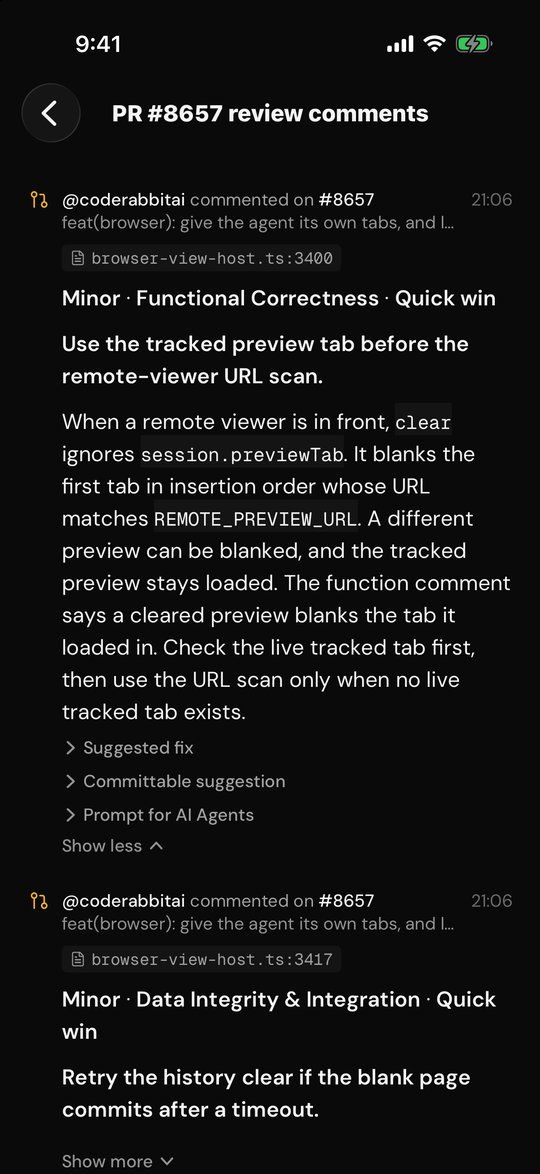 9:41
PR #8657 review comments
@coderabbitai commented on #8657 21:06
feat(browser): give the agent its own tabs, and l...
browser-view-host.ts:3400
Minor · Functional Correctness · Quick win
Use the tracked preview tab before the
remote-viewer URL scan.
When a remote viewer is in front, clear
ignores session.previewTab. It blanks the
first tab in insertion order whose URL
matches REMOTE_PREVIEW_URL. A different
preview can be blanked, and the tracked
preview stays loaded. The function comment
says a cleared preview blanks the tab it
loaded in. Check the live tracked tab first,
then use the URL scan only when no live
tracked tab exists.
Suggested fix
Committable suggestion
Prompt for AI Agents
Show less
@coderabbitai commented on #8657 21:06
feat(browser): give the agent its own tabs, and l...
browser-view-host.ts:3417
Minor · Data Integrity & Integration · Quick
win
Retry the history clear if the blank page
commits after a timeout.
Show more